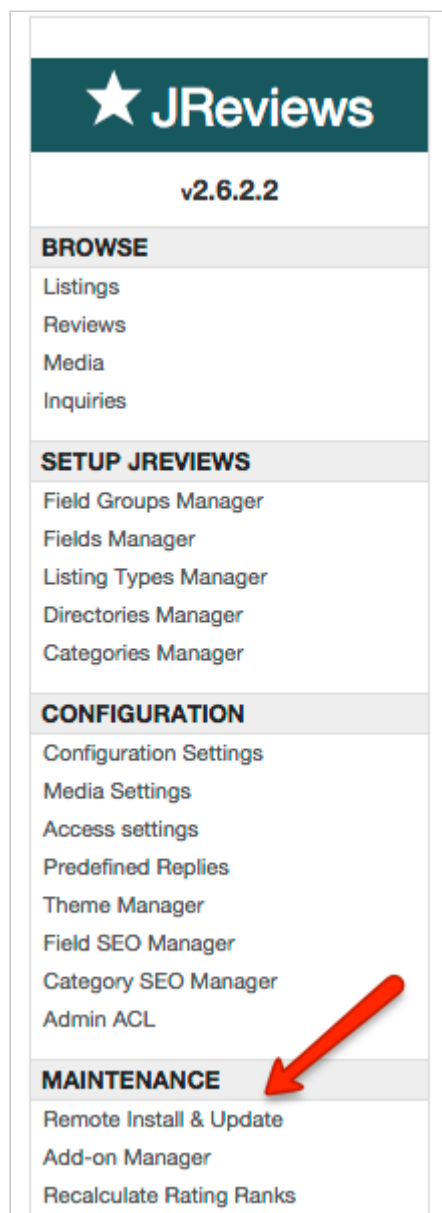 JReviews
v2.6.2.2
BROWSE
Listings
Reviews
Media
Inquiries
SETUP JREVIEWS
Field Groups Manager
Fields Manager
Listing Types Manager
Directories Manager
Categories Manager
CONFIGURATION
Configuration Settings
Media Settings
Access settings
Predefined Replies
Theme Manager
Field SEO Manager
Category SEO Manager
Admin ACL
MAINTENANCE
Remote Install & Update
Add-on Manager
Recalculate Rating Ranks